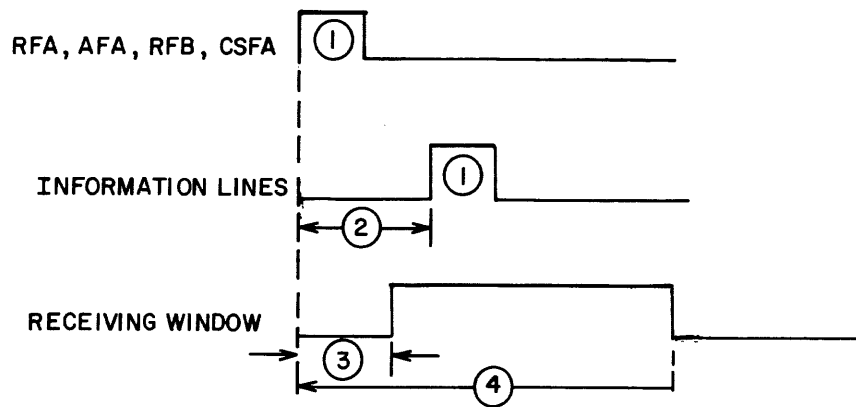 RFA, AFA, RFB, CSFA
1
INFORMATION LINES
1
2
RECEIVING WINDOW
3
4